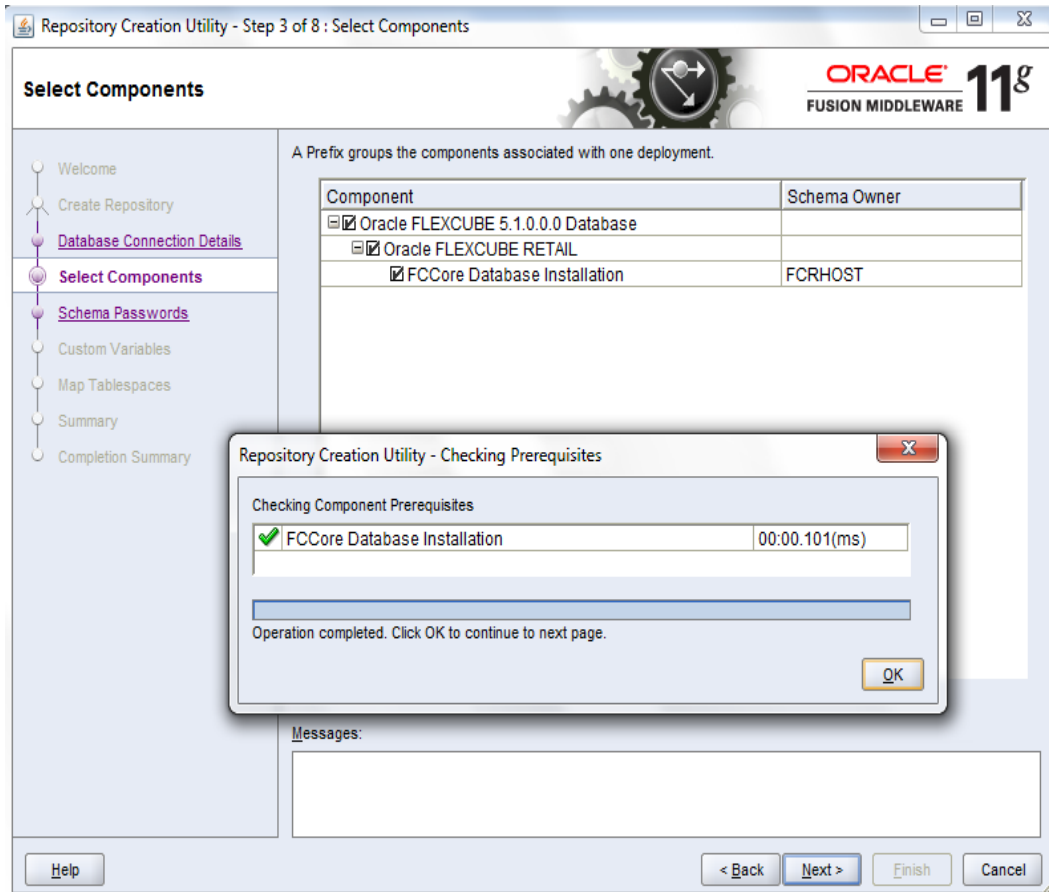 Repository Creation Utility - Step 3 of 8 : Select Components
Select Components
ORACLE
FUSION MIDDLEWARE 11g
Welcome
Create Repository
Database Connection Details
Select Components
Schema Passwords
Custom Variables
Map Tablespaces
Summary
Completion Summary
A Prefix groups the components associated with one deployment.
Component Schema Owner
Oracle FLEXCUBE 5.1.0.0.0 Database
Oracle FLEXCUBE RETAIL
FCCore Database Installation FCRHOST
Repository Creation Utility - Checking Prerequisites
Checking Component Prerequisites
FCCore Database Installation 00:00.101(ms)
Operation completed. Click OK to continue to next page.
OK
Messages:
Help < Back Next > Finish Cancel